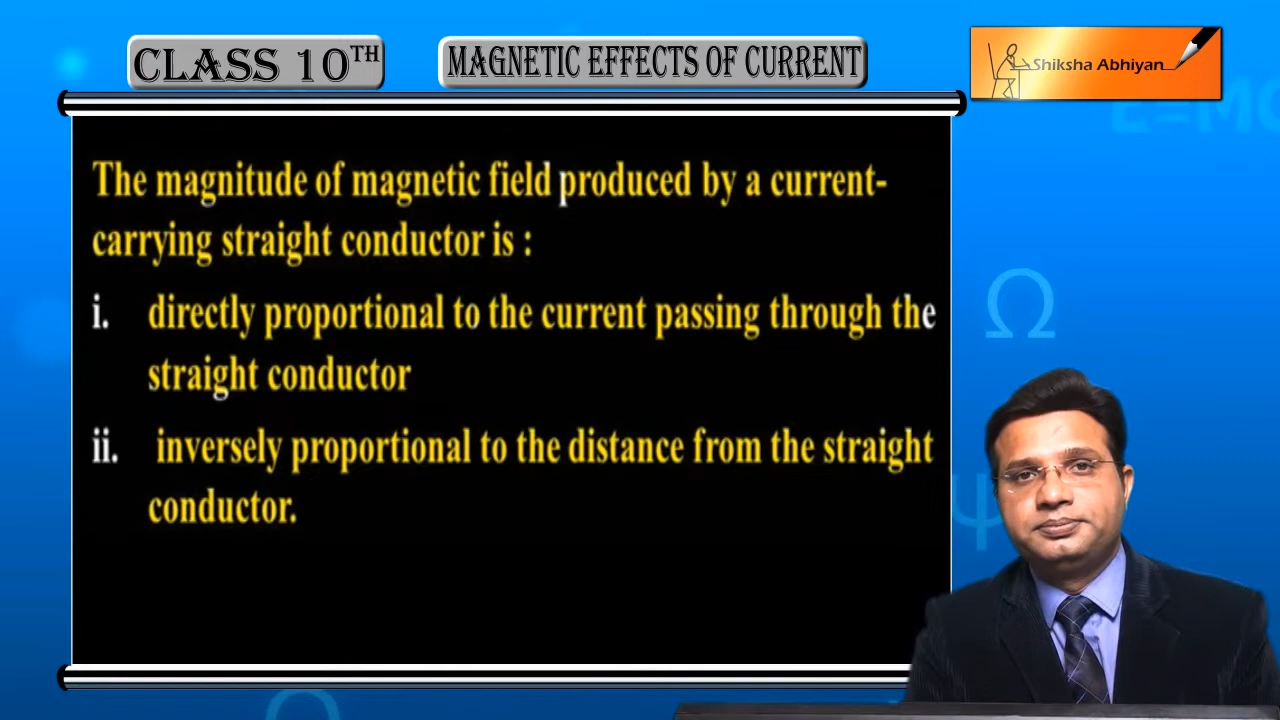 CLASS 10TH
MAGNETIC EFFECTS OF CURRENT
Shiksha Abhiyan
E=MC
The magnitude of magnetic field produced by a current-
carrying straight conductor is :
i. directly proportional to the current passing through the
straight conductor
ii. inversely proportional to the distance from the straight
conductor.
Ω
Ψ